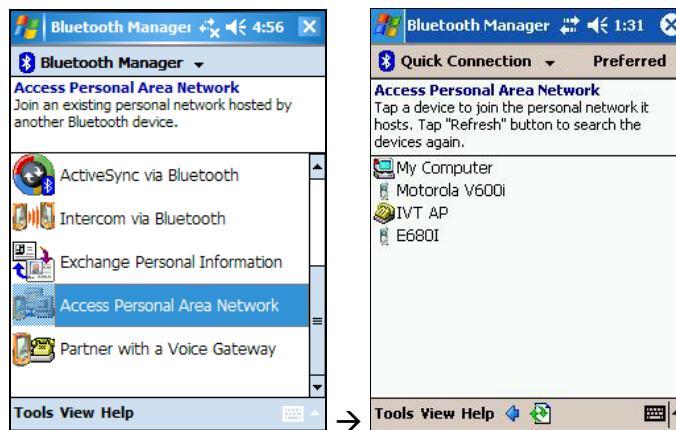 Bluetooth Manager 4:56
Bluetooth Manager
Access Personal Area Network
Join an existing personal network hosted by
another Bluetooth device.
ActiveSync via Bluetooth
Intercom via Bluetooth
Exchange Personal Information
Access Personal Area Network
Partner with a Voice Gateway
Tools View Help
→
Bluetooth Manager 1:31
Quick Connection Preferred
Access Personal Area Network
Tap a device to join the personal network it
hosts. Tap "Refresh" button to search the
devices again.
My Computer
Motorola V600i
IVT AP
E680I
Tools View Help